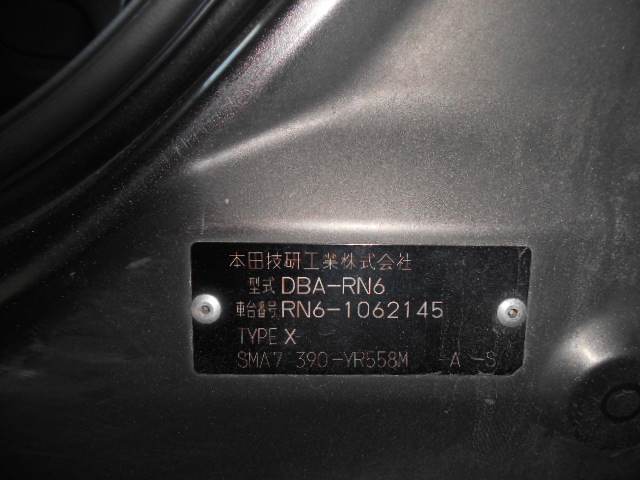 本田技研工業株式会社
型式 DBA-RN6
車台番号 RN6-1062145
TYPE X
SMA7 390-YR558M -A -S